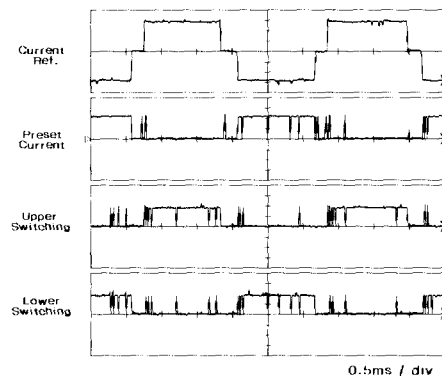 Current
Ref.
Preset
Current
Upper
Switching
Lower
Switching
0.5ms / div